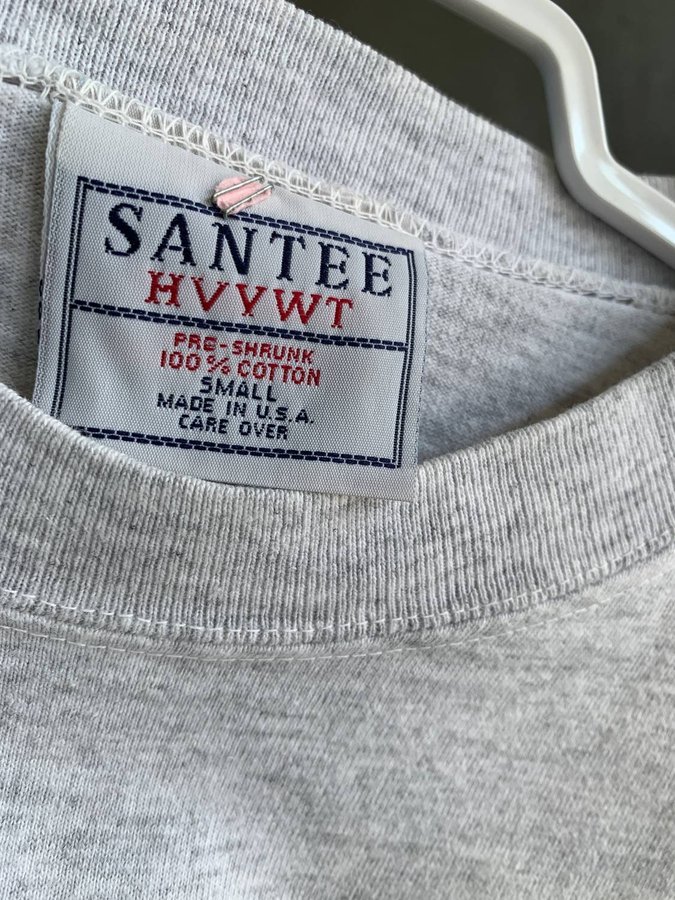 SANTEE
HVYWT
PRE-SHRUNK
100% COTTON
SMALL
MADE IN U.S.A.
CARE OVER